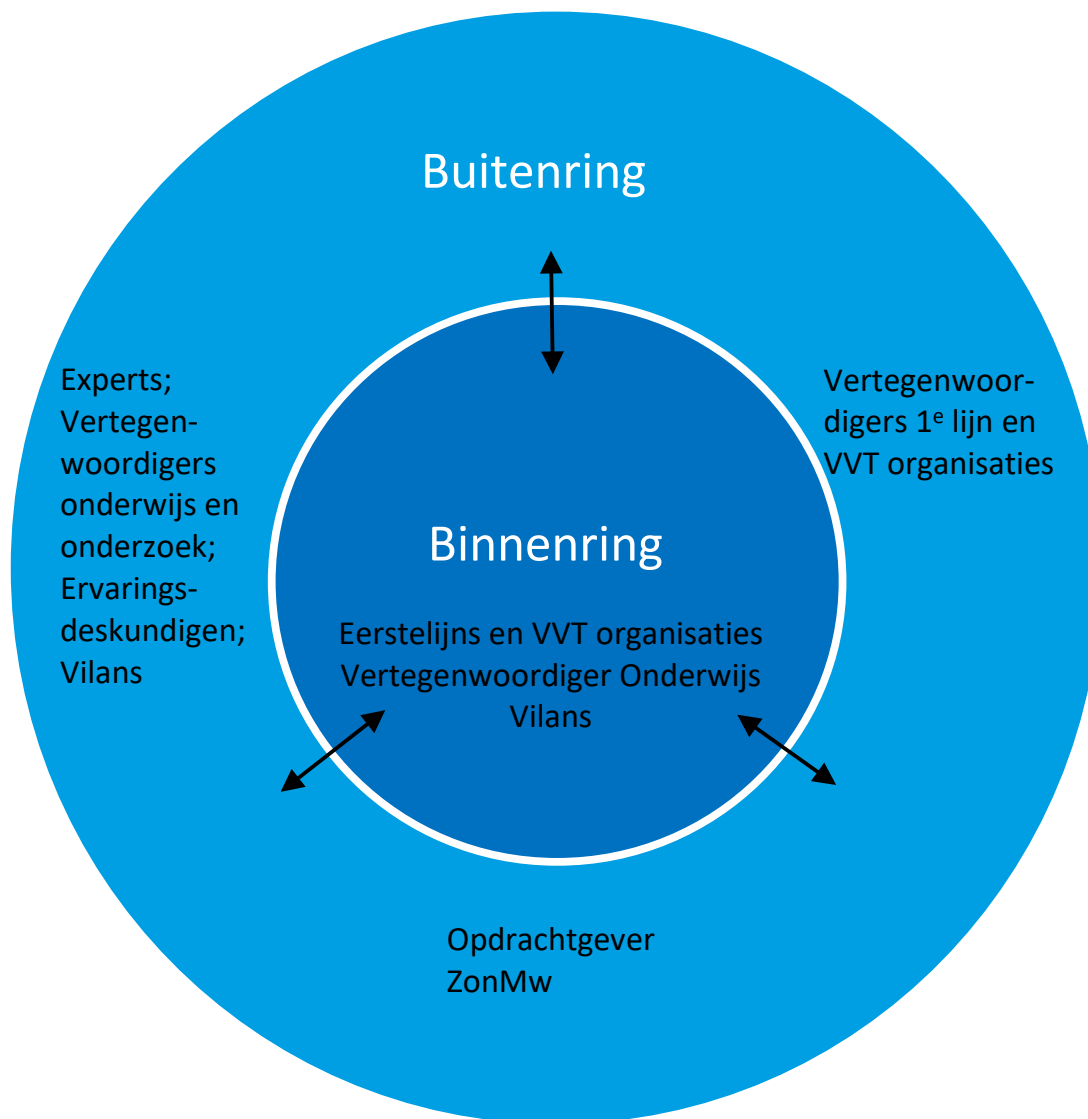 Buitenring
Experts;
Vertegen-
woordigers
onderwijs en
onderzoek;
Ervarings-
deskundigen;
Vilans
Vertegenwoor-
digers 1e lijn en
VVT organisaties
Binnenring
Eerstelijns en VVT organisaties
Vertegenwoordiger Onderwijs
Vilans
Opdrachtgever
ZonMw